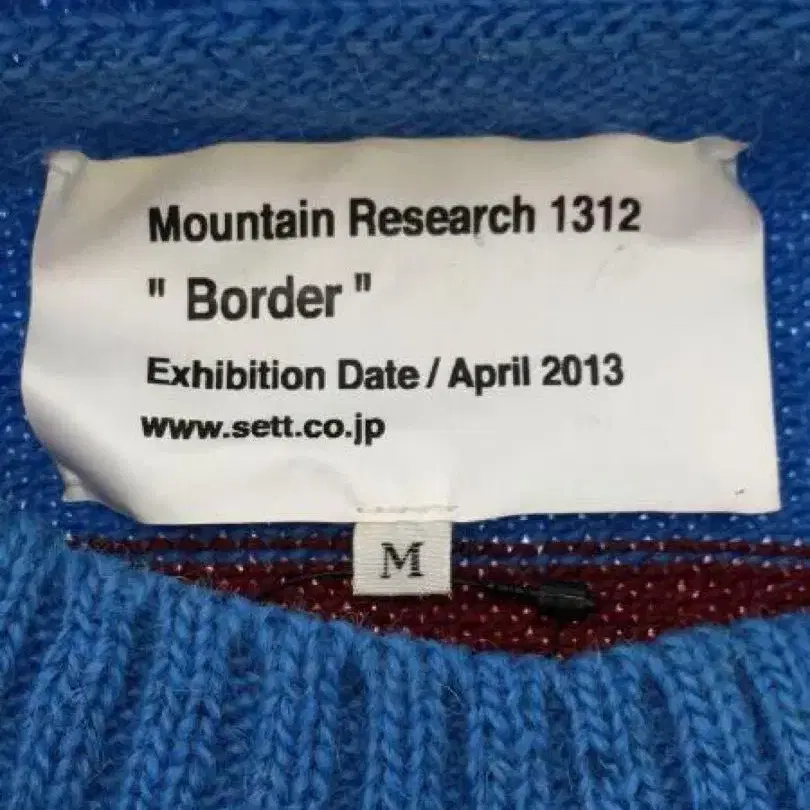 Mountain Research 1312
" Border "
Exhibition Date / April 2013
www.sett.co.jp
M